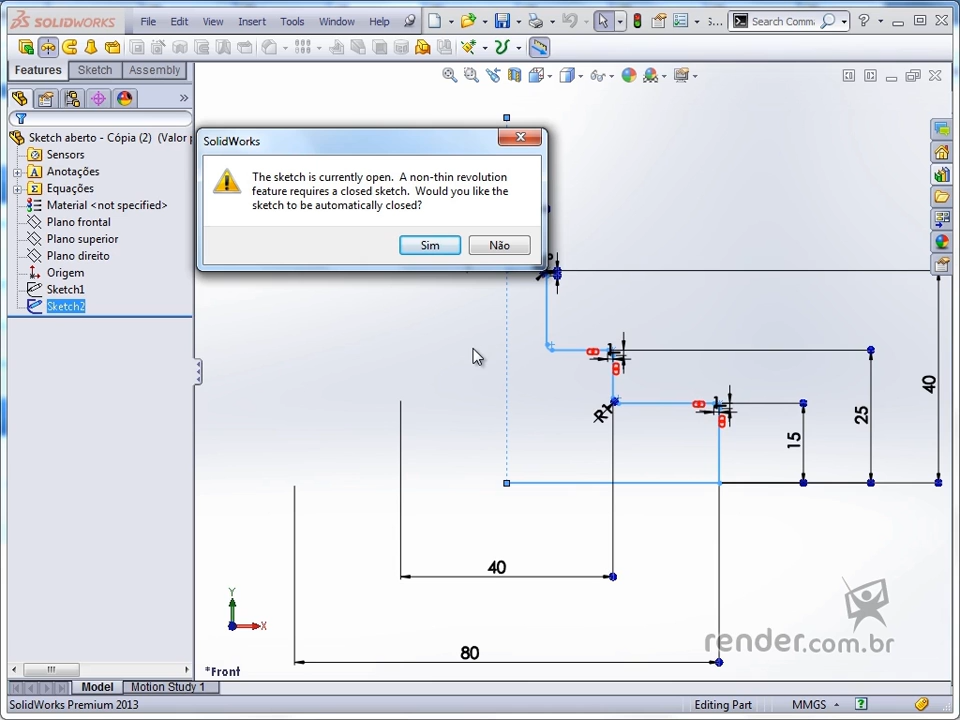 SOLIDWORKS File Edit View Insert Tools Window Help S... Search Comm
Features Sketch Assembly
Sketch aberto - Cópia (2) (Valor p
Sensors
Anotações
Equações
Material <not specified>
Plano frontal
Plano superior
Plano direito
Origem
Sketch1
Sketch2
SolidWorks
The sketch is currently open. A non-thin revolution
feature requires a closed sketch. Would you like the
sketch to be automatically closed?
Sim Não
1
R1
1
15
25
40
40
80
Y
X
*Front
render.com.br
Model Motion Study 1
SolidWorks Premium 2013 Editing Part MMGS